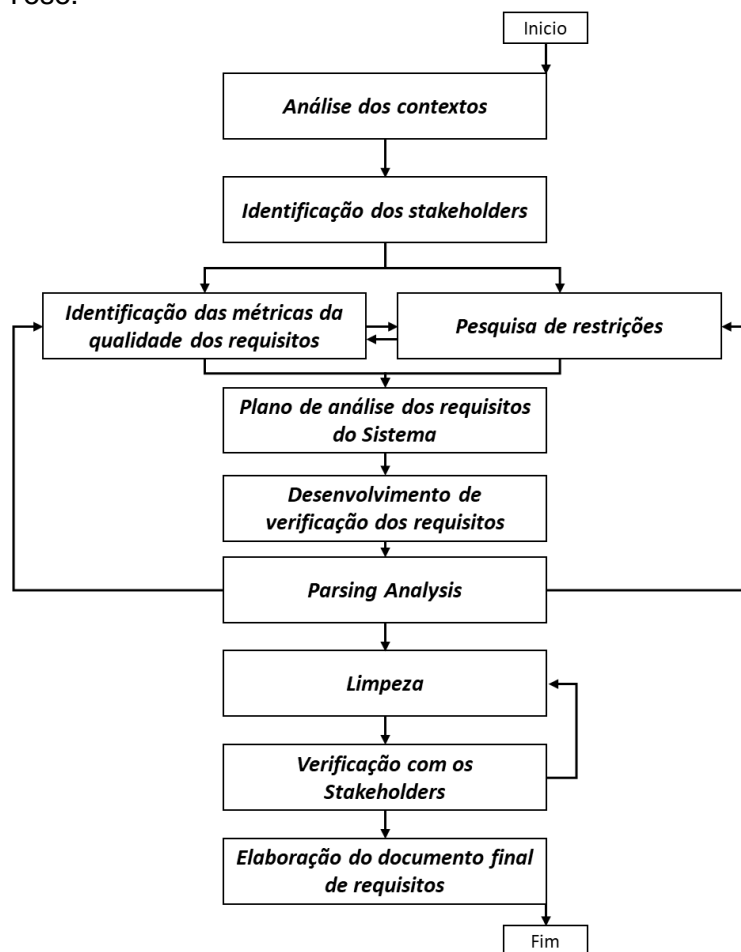 Inicio
Análise dos contextos
Identificação dos stakeholders
Identificação das métricas da
qualidade dos requisitos
Pesquisa de restrições
Plano de análise dos requisitos
do Sistema
Desenvolvimento de
verificação dos requisitos
Parsing Analysis
Limpeza
Verificação com os
Stakeholders
Elaboração do documento final
de requisitos
Fim